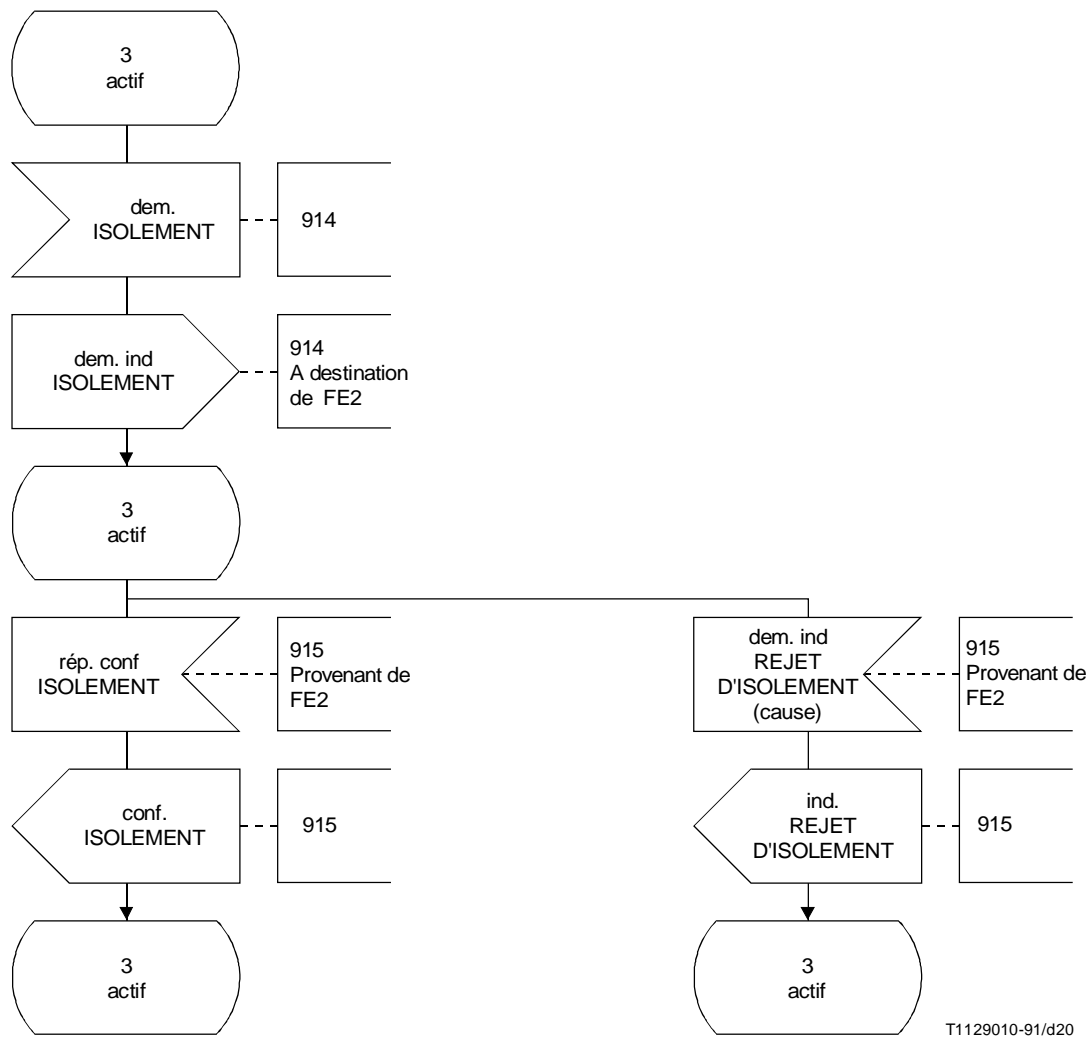 3
actif
dem.
ISOLEMENT
914
dem. ind
ISOLEMENT
914
A destination
de FE2
3
actif
rép. conf
ISOLEMENT
915
Provenant de
FE2
dem. ind
REJET
D'ISOLEMENT
(cause)
915
Provenant de
FE2
conf.
ISOLEMENT
915
ind.
REJET
D'ISOLEMENT
915
3
actif
3
actif
T1129010-91/d20